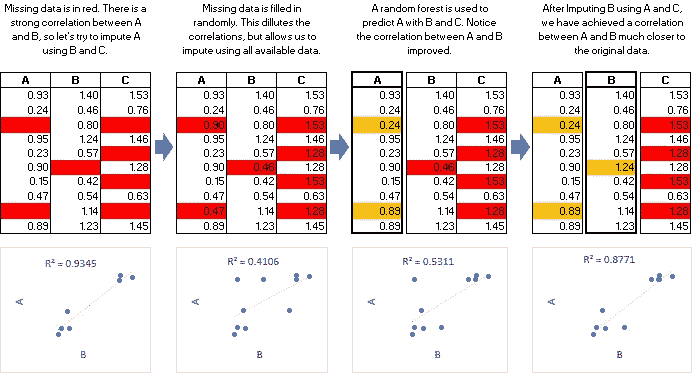 Missing data is in red. There is a
strong correlation between A
and B, so let's try to impute A
using B and C.
A B C
0.93 1.40 1.53
0.24 0.46 0.76
0.80
0.95 1.24 1.46
0.23 0.57
0.90 1.28
0.15 0.42
0.47 0.54 0.63
1.14
0.89 1.23 1.45
R² = 0.9345
A
B
Missing data is filled in
randomly. This dillutes the
correlations, but allows us to
impute using all available data.
A B C
0.93 1.40 1.53
0.24 0.46 0.76
0.90 0.80 1.53
0.95 1.24 1.46
0.23 0.57 1.28
0.90 0.46 1.28
0.15 0.42 1.53
0.47 0.54 0.63
0.47 1.14 1.28
0.89 1.23 1.45
R² = 0.4106
A
B
A random forest is used to
predict A with B and C. Notice
the correlation between A and B
improved.
A B C
0.93 1.40 1.53
0.24 0.46 0.76
0.24 0.80 1.53
0.95 1.24 1.46
0.23 0.57 1.28
0.90 0.46 1.28
0.15 0.42 1.53
0.47 0.54 0.63
0.89 1.14 1.28
0.89 1.23 1.45
R² = 0.5311
A
B
After Imputing B using A and C,
we have achieved a correlation
between A and B much closer to
the original data.
A B C
0.93 1.40 1.53
0.24 0.46 0.76
0.24 0.80 1.53
0.95 1.24 1.46
0.23 0.57 1.28
0.90 1.24 1.28
0.15 0.42 1.53
0.47 0.54 0.63
0.89 1.14 1.28
0.89 1.23 1.45
R² = 0.8771
A
B